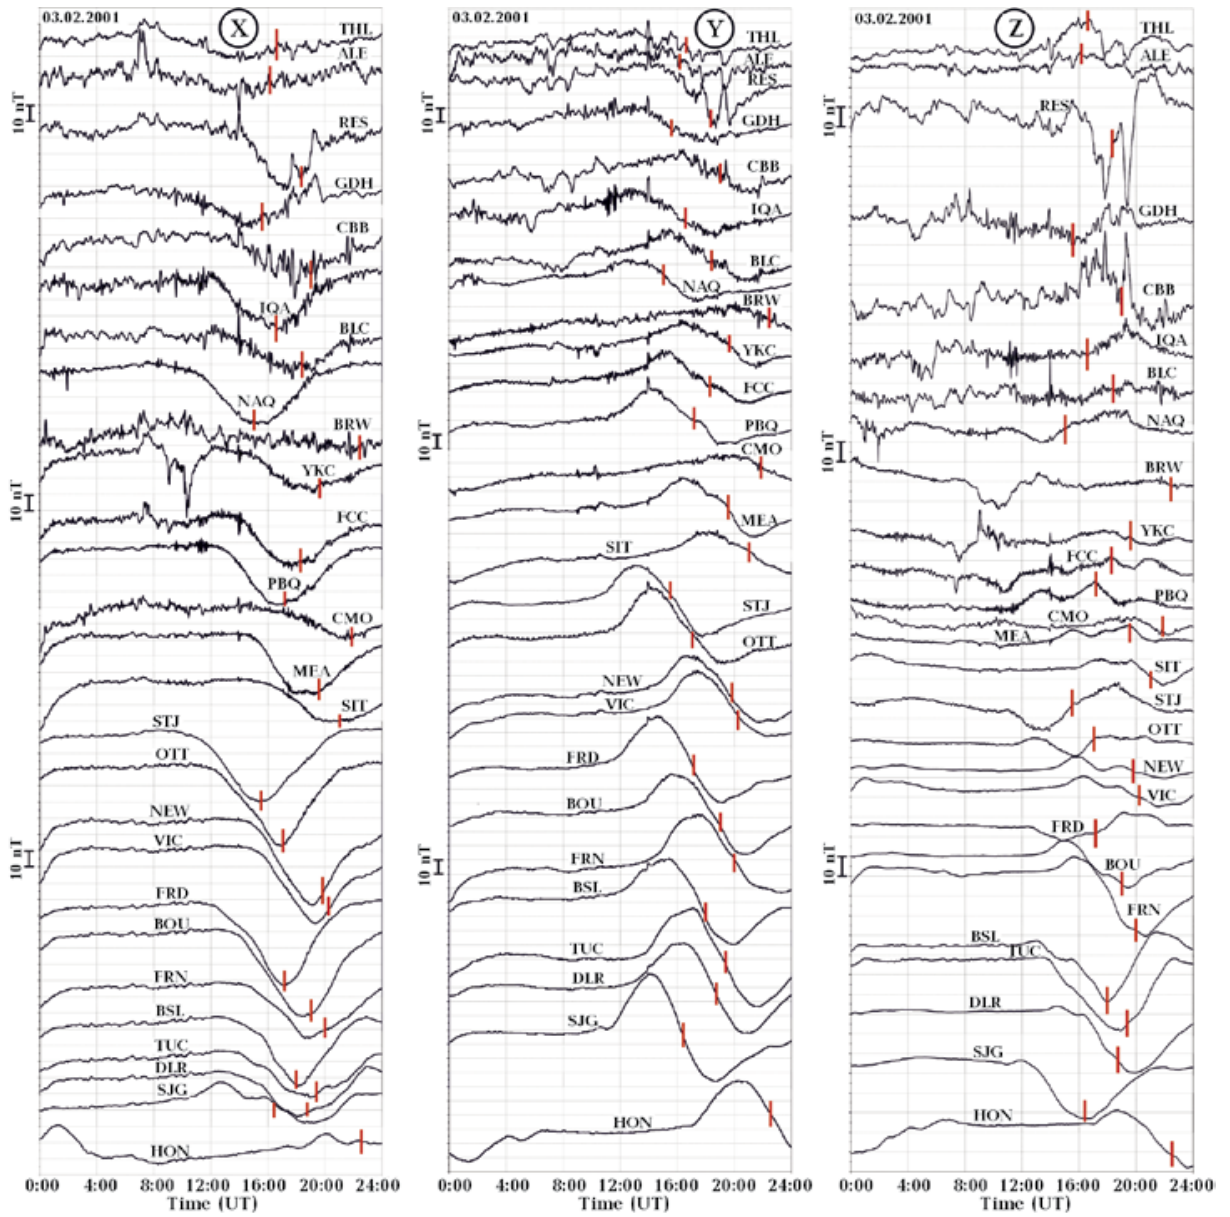 03.02.2001
X
THL
ALE
10 nT
RES
GDH
CBB
IQA
BLC
NAQ
BRW
YKC
10 nT
FCC
PBQ
CMO
MEA
SIT
STJ
OTT
NEW
VIC
10 nT
FRD
BOU
FRN
BSL
TUC
DLR
SJG
HON
0:00 4:00 8:00 12:00 16:00 20:00 24:00
Time (UT)
03.02.2001
Y
THL
ALE
RES
10 nT
GDH
CBB
IQA
BLC
NAQ
BRW
YKC
FCC
PBQ
10 nT
CMO
MEA
SIT
STJ
OTT
NEW
VIC
FRD
BOU
FRN
10 nT
BSL
TUC
DLR
SJG
HON
0:00 4:00 8:00 12:00 16:00 20:00 24:00
Time (UT)
03.02.2001
Z
THL
ALE
RES
10 nT
GDH
CBB
IQA
BLC
NAQ
10 nT
BRW
YKC
FCC
PBQ
CMO
MEA
SIT
STJ
OTT
NEW
VIC
FRD
BOU
10 nT
FRN
BSL
TUC
DLR
SJG
HON
0:00 4:00 8:00 12:00 16:00 20:00 24:00
Time (UT)